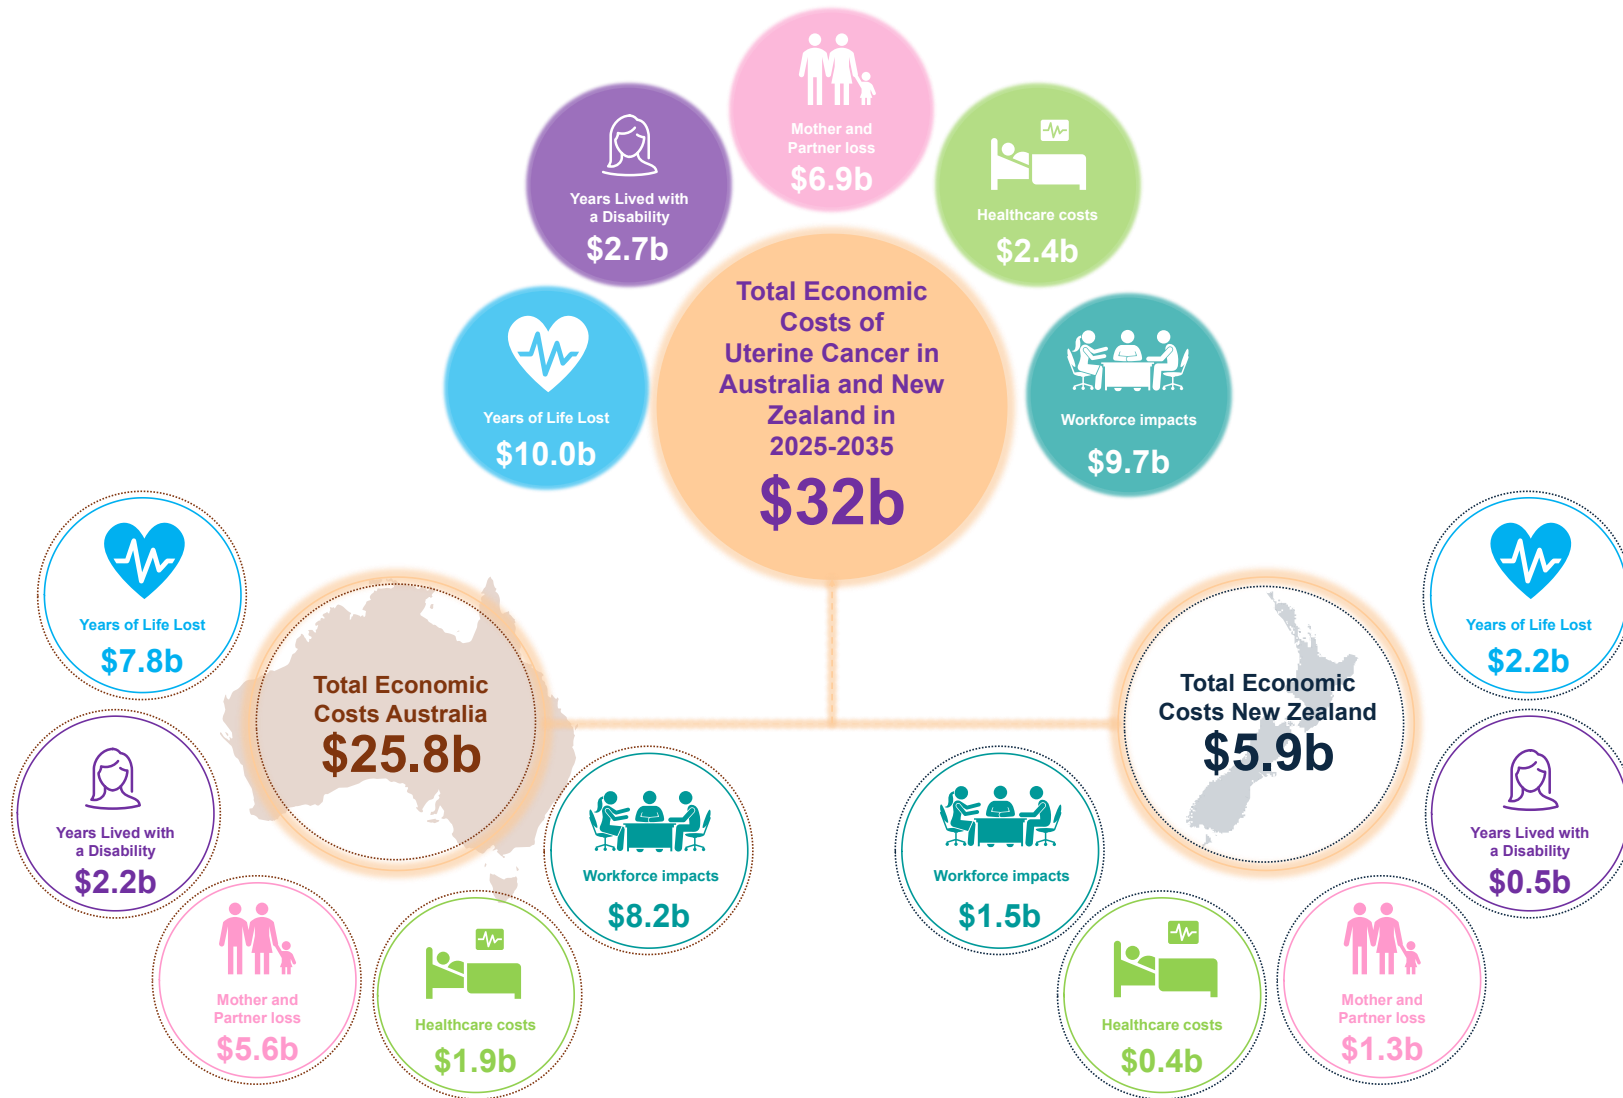 Mother and
Partner loss
$6.9b
Years Lived with
a Disability
$2.7b
Healthcare costs
$2.4b
Years of Life Lost
$10.0b
Total Economic
Costs of
Uterine Cancer in
Australia and New
Zealand in
2025-2035
$32b
Workforce impacts
$9.7b
Years of Life Lost
$7.8b
Total Economic
Costs Australia
$25.8b
Years Lived with
a Disability
$2.2b
Mother and
Partner loss
$5.6b
Healthcare costs
$1.9b
Workforce impacts
$8.2b
Total Economic
Costs New Zealand
$5.9b
Years of Life Lost
$2.2b
Years Lived with
a Disability
$0.5b
Workforce impacts
$1.5b
Healthcare costs
$0.4b
Mother and
Partner loss
$1.3b